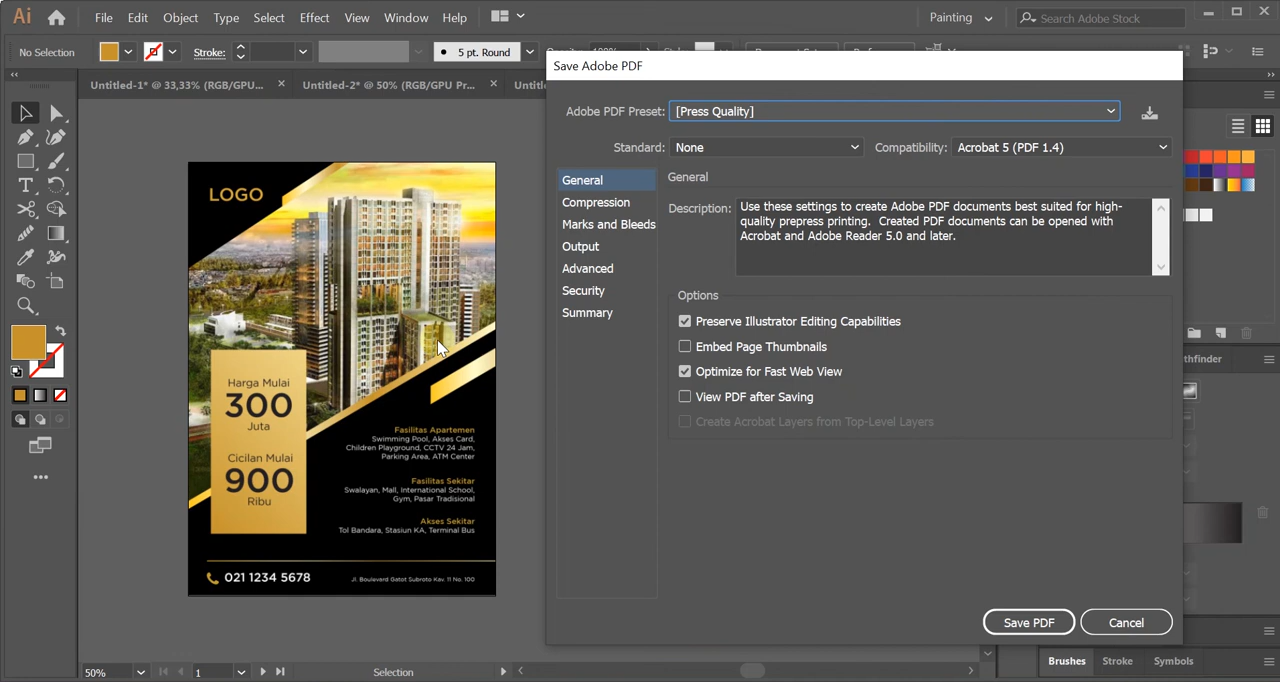 Ai File Edit Object Type Select Effect View Window Help
Painting
Search Adobe Stock
No Selection
Stroke:
5 pt. Round
Untitled-1* @ 33,33% (RGB/GPU...
Untitled-2* @ 50% (RGB/GPU Pr...
LOGO
Harga Mulai
300
Juta
Cicilan Mulai
900
Ribu
Fasilitas Apartemen
Swimming Pool, Akses Card,
Children Playground, CCTV 24 Jam,
Parking Area, ATM Center
Fasilitas Sekitar
Swalayan, Mall, International School,
Gym, Pasar Tradisional
Akses Sekitar
Tol Bandara, Stasiun KA, Terminal Bus
021 1234 5678
Jl. Boulevard Gatot Subroto Kav. 11 No. 100
Save Adobe PDF
Adobe PDF Preset: [Press Quality]
Standard: None
Compatibility: Acrobat 5 (PDF 1.4)
General
Compression
Marks and Bleeds
Output
Advanced
Security
Summary
General
Description: Use these settings to create Adobe PDF documents best suited for high-
quality prepress printing. Created PDF documents can be opened with
Acrobat and Adobe Reader 5.0 and later.
Options
Preserve Illustrator Editing Capabilities
Embed Page Thumbnails
Optimize for Fast Web View
View PDF after Saving
Create Acrobat Layers from Top-Level Layers
Save PDF
Cancel
50%
1
Selection
Brushes Stroke Symbols